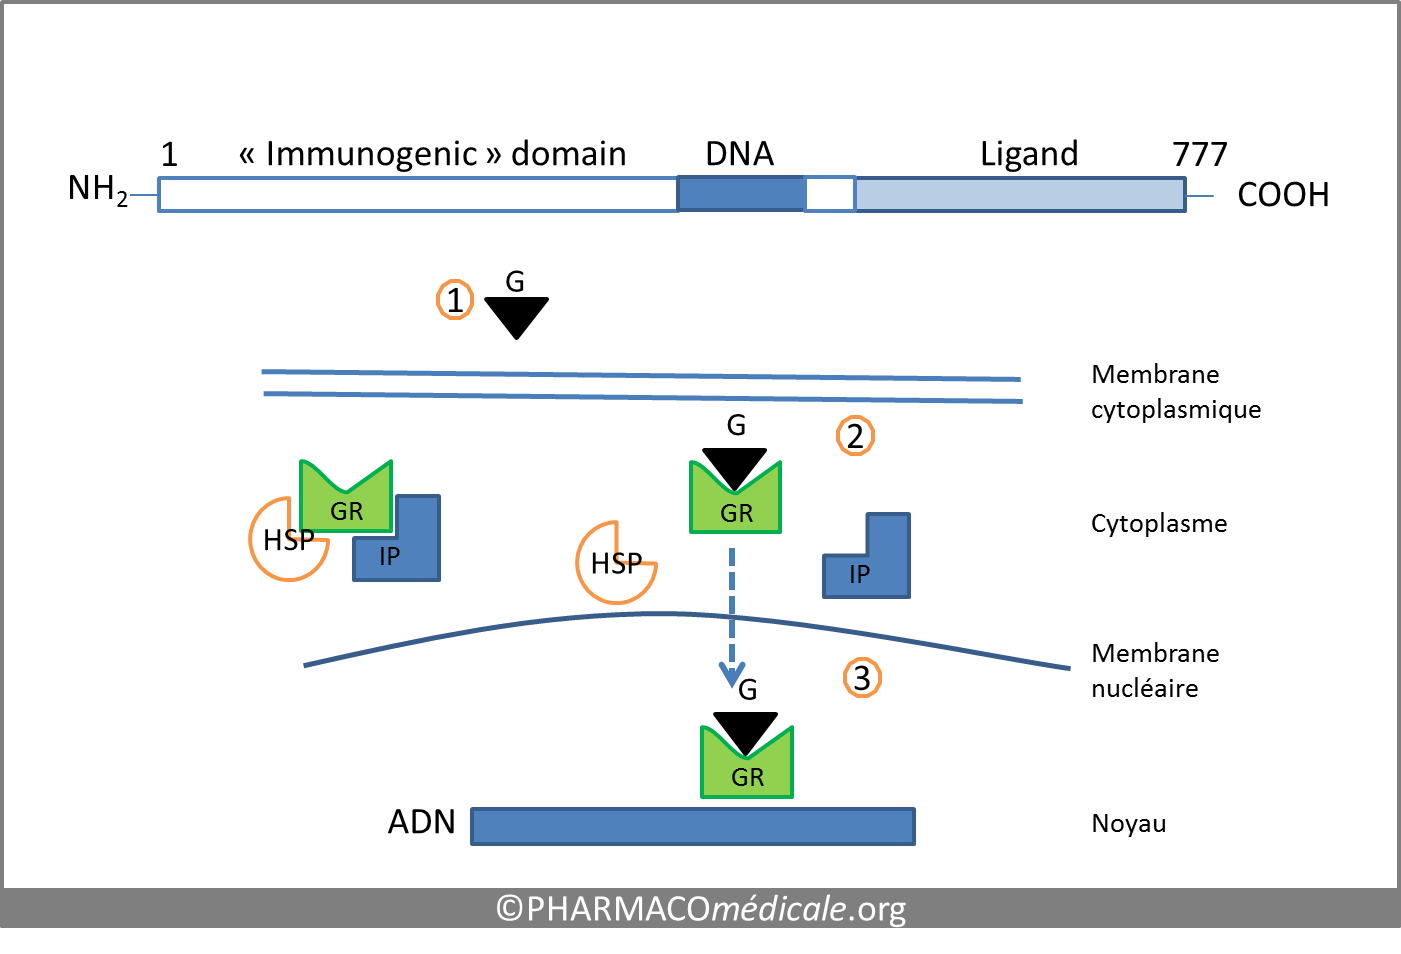 1 « Immunogenic » domain DNA Ligand 777
NH2 COOH
G
1
Membrane
cytoplasmique
G
2
GR GR
HSP IP HSP IP
Cytoplasme
Membrane
nucléaire
3
G
GR
ADN
Noyau
©PHARMACOmédicale.org